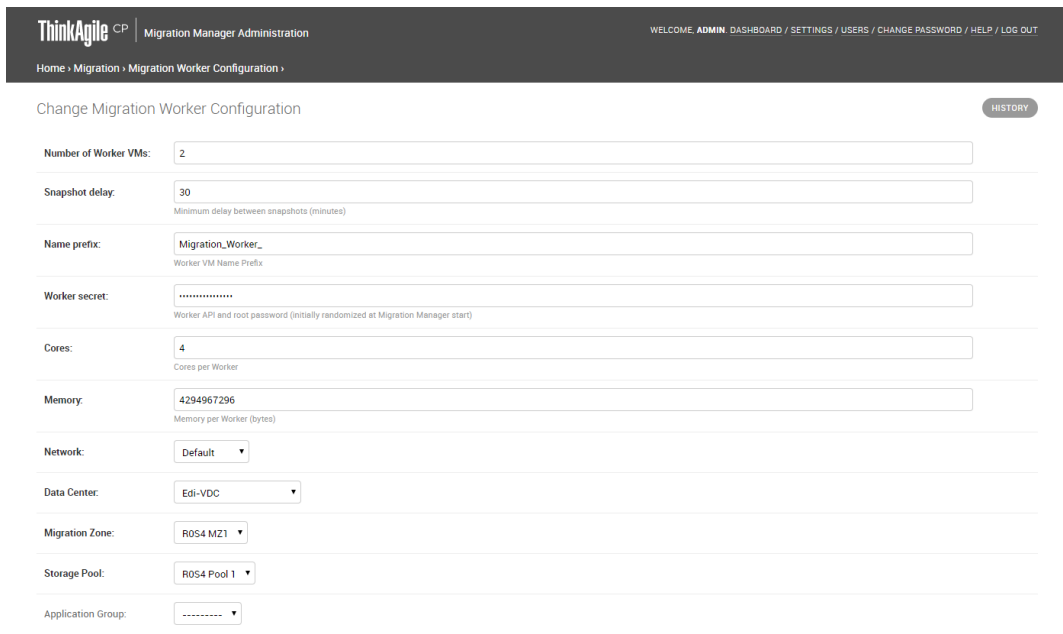 ThinkAgile CP | Migration Manager Administration
WELCOME, ADMIN. DASHBOARD / SETTINGS / USERS / CHANGE PASSWORD / HELP / LOG OUT
Home › Migration › Migration Worker Configuration ›
Change Migration Worker Configuration
HISTORY
Number of Worker VMs: 2
Snapshot delay: 30
Minimum delay between snapshots (minutes)
Name prefix: Migration_Worker_
Worker VM Name Prefix
Worker secret: ••••••••••••••••
Worker API and root password (initially randomized at Migration Manager start)
Cores: 4
Cores per Worker
Memory: 4294967296
Memory per Worker (bytes)
Network: Default
Data Center: Edi-VDC
Migration Zone: R0S4 MZ1
Storage Pool: R0S4 Pool 1
Application Group: ---------